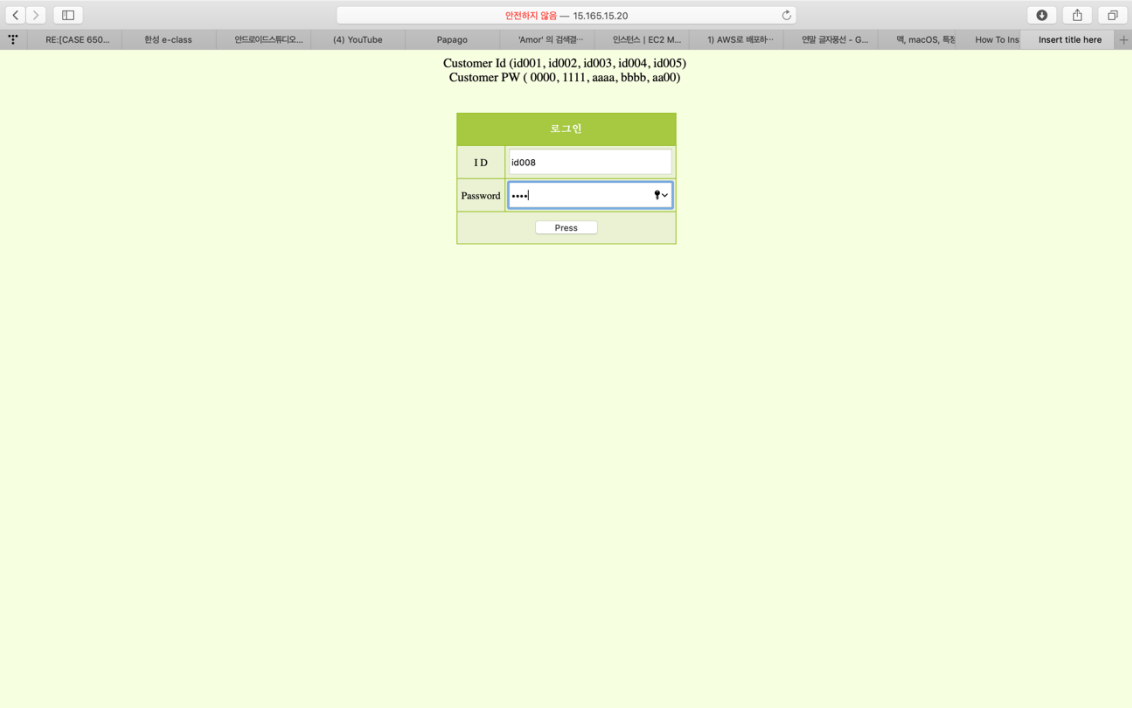 안전하지 않음 — 15.165.15.20
RE:[CASE 650...
한성 e-class
안드로이드스튜디오...
(4) YouTube
Papago
'Amor' 의 검색결…
인스턴스 | EC2 M...
1) AWS로 배포하…
연말 글자풍선 - G...
맥, macOS, 특정
How To Ins
Insert title here
Customer Id (id001, id002, id003, id004, id005)
Customer PW ( 0000, 1111, aaaa, bbbb, aa00)
로그인
I D
id008
Password
••••
Press